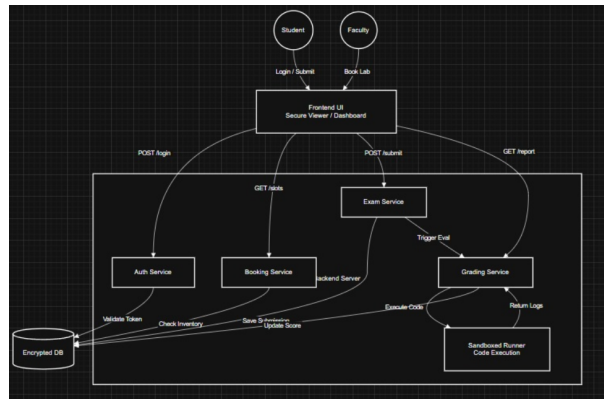 Student
Faculty
Login / Submit
Book Lab
Frontend UI
Secure Viewer / Dashboard
POST /login
POST /submit
GET /report
GET /slots
Exam Service
Trigger Eval
Auth Service
Booking Service
Backend Server
Grading Service
Validate Token
Check Inventory
Save Submission
Update Score
Execute Code
Return Logs
Encrypted DB
Sandboxed Runner
Code Execution